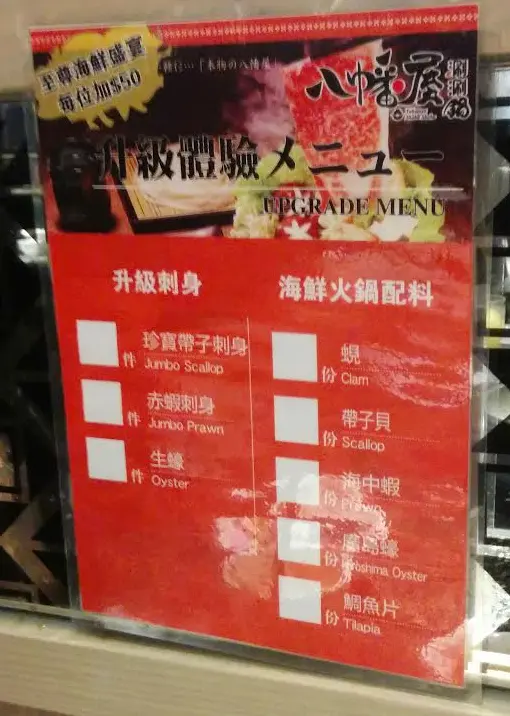 至尊海鮮盛宴
每位加$50
八幡屋
涮涮鍋
升級體驗メニュー
UPGRADE MENU
升級刺身
海鮮火鍋配料
珍寶帶子刺身
件 Jumbo Scallop
赤蝦刺身
件 Jumbo Prawn
生蠔
件 Oyster
蜆
份 Clam
帶子貝
份 Scallop
海中蝦
份 Prawn
廣島蠔
份 Hiroshima Oyster
鯛魚片
份 Tilapia